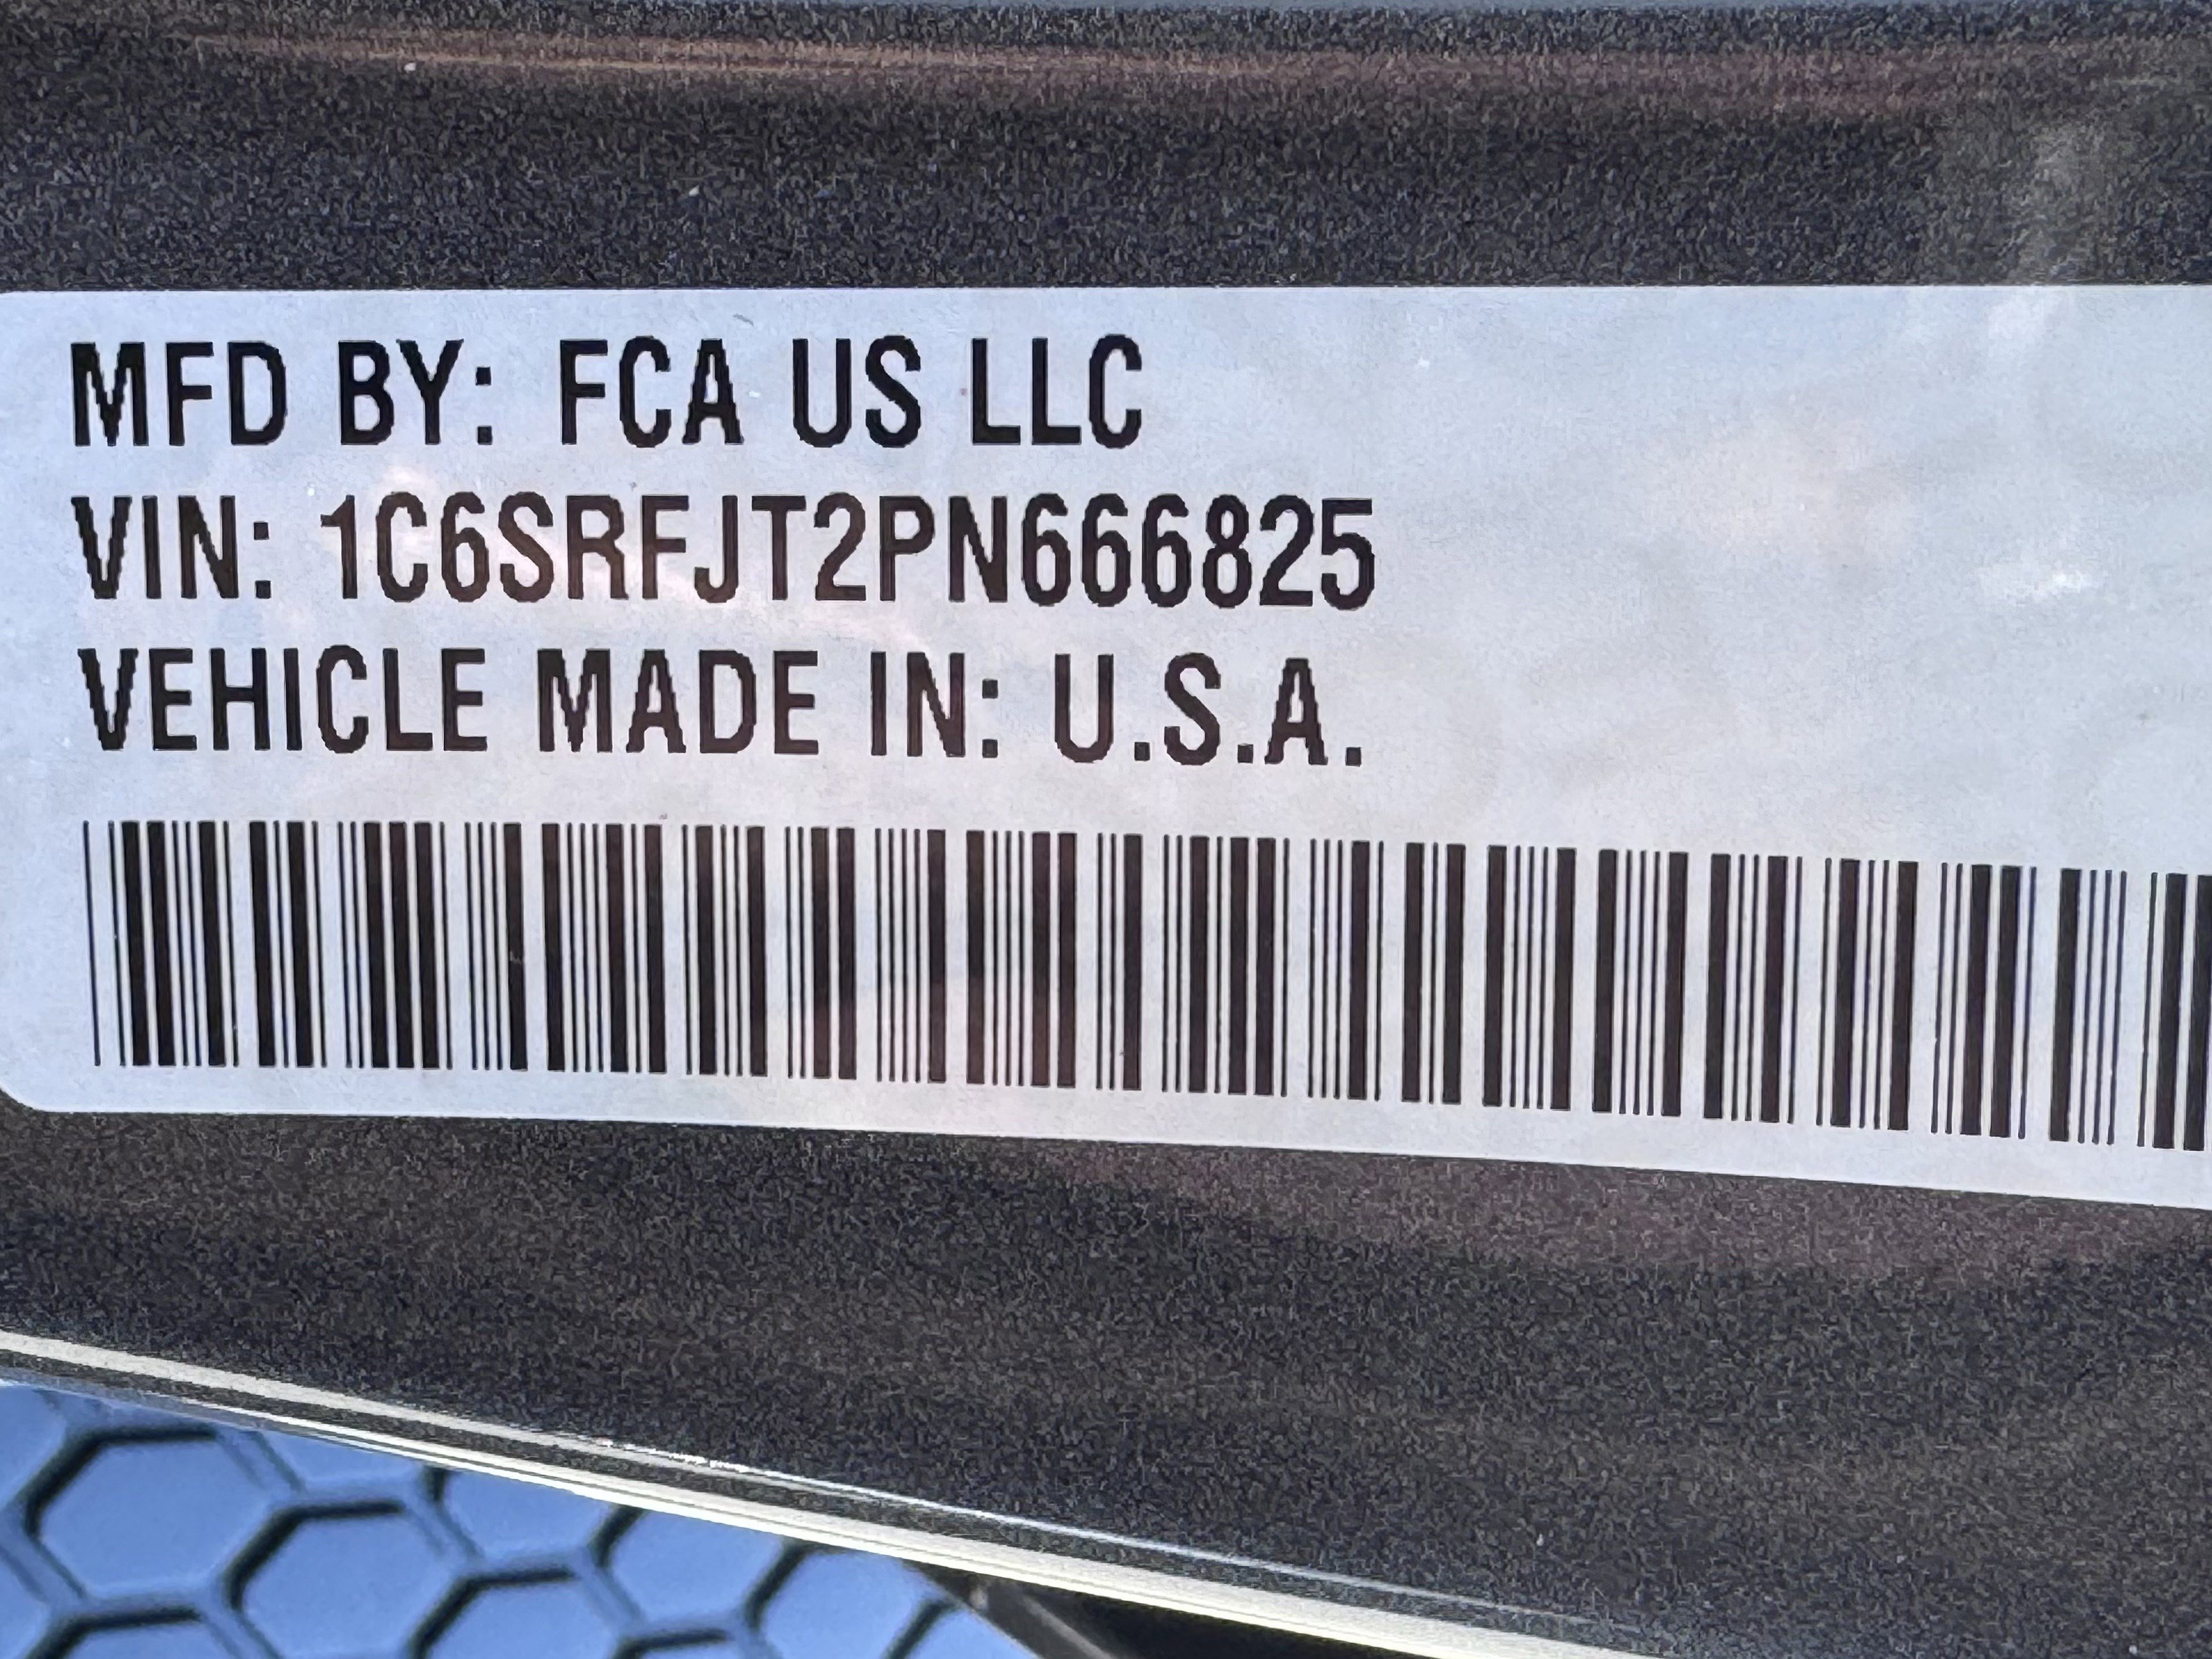 MFD BY: FCA US LLC
VIN: 1C6SRFJT2PN666825
VEHICLE MADE IN: U.S.A.